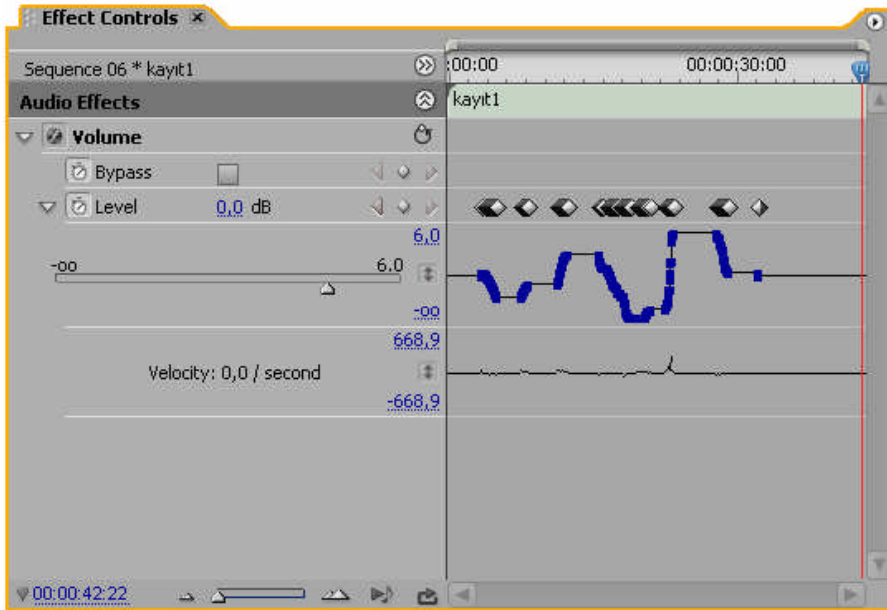 Effect Controls ×
Sequence 06 * kayıt1
:00:00 00:00:30:00
Audio Effects
kayıt1
Volume
Bypass
Level 0,0 dB
6,0
-oo 6.0
-oo
668,9
Velocity: 0,0 / second
-668,9
00:00:42:22